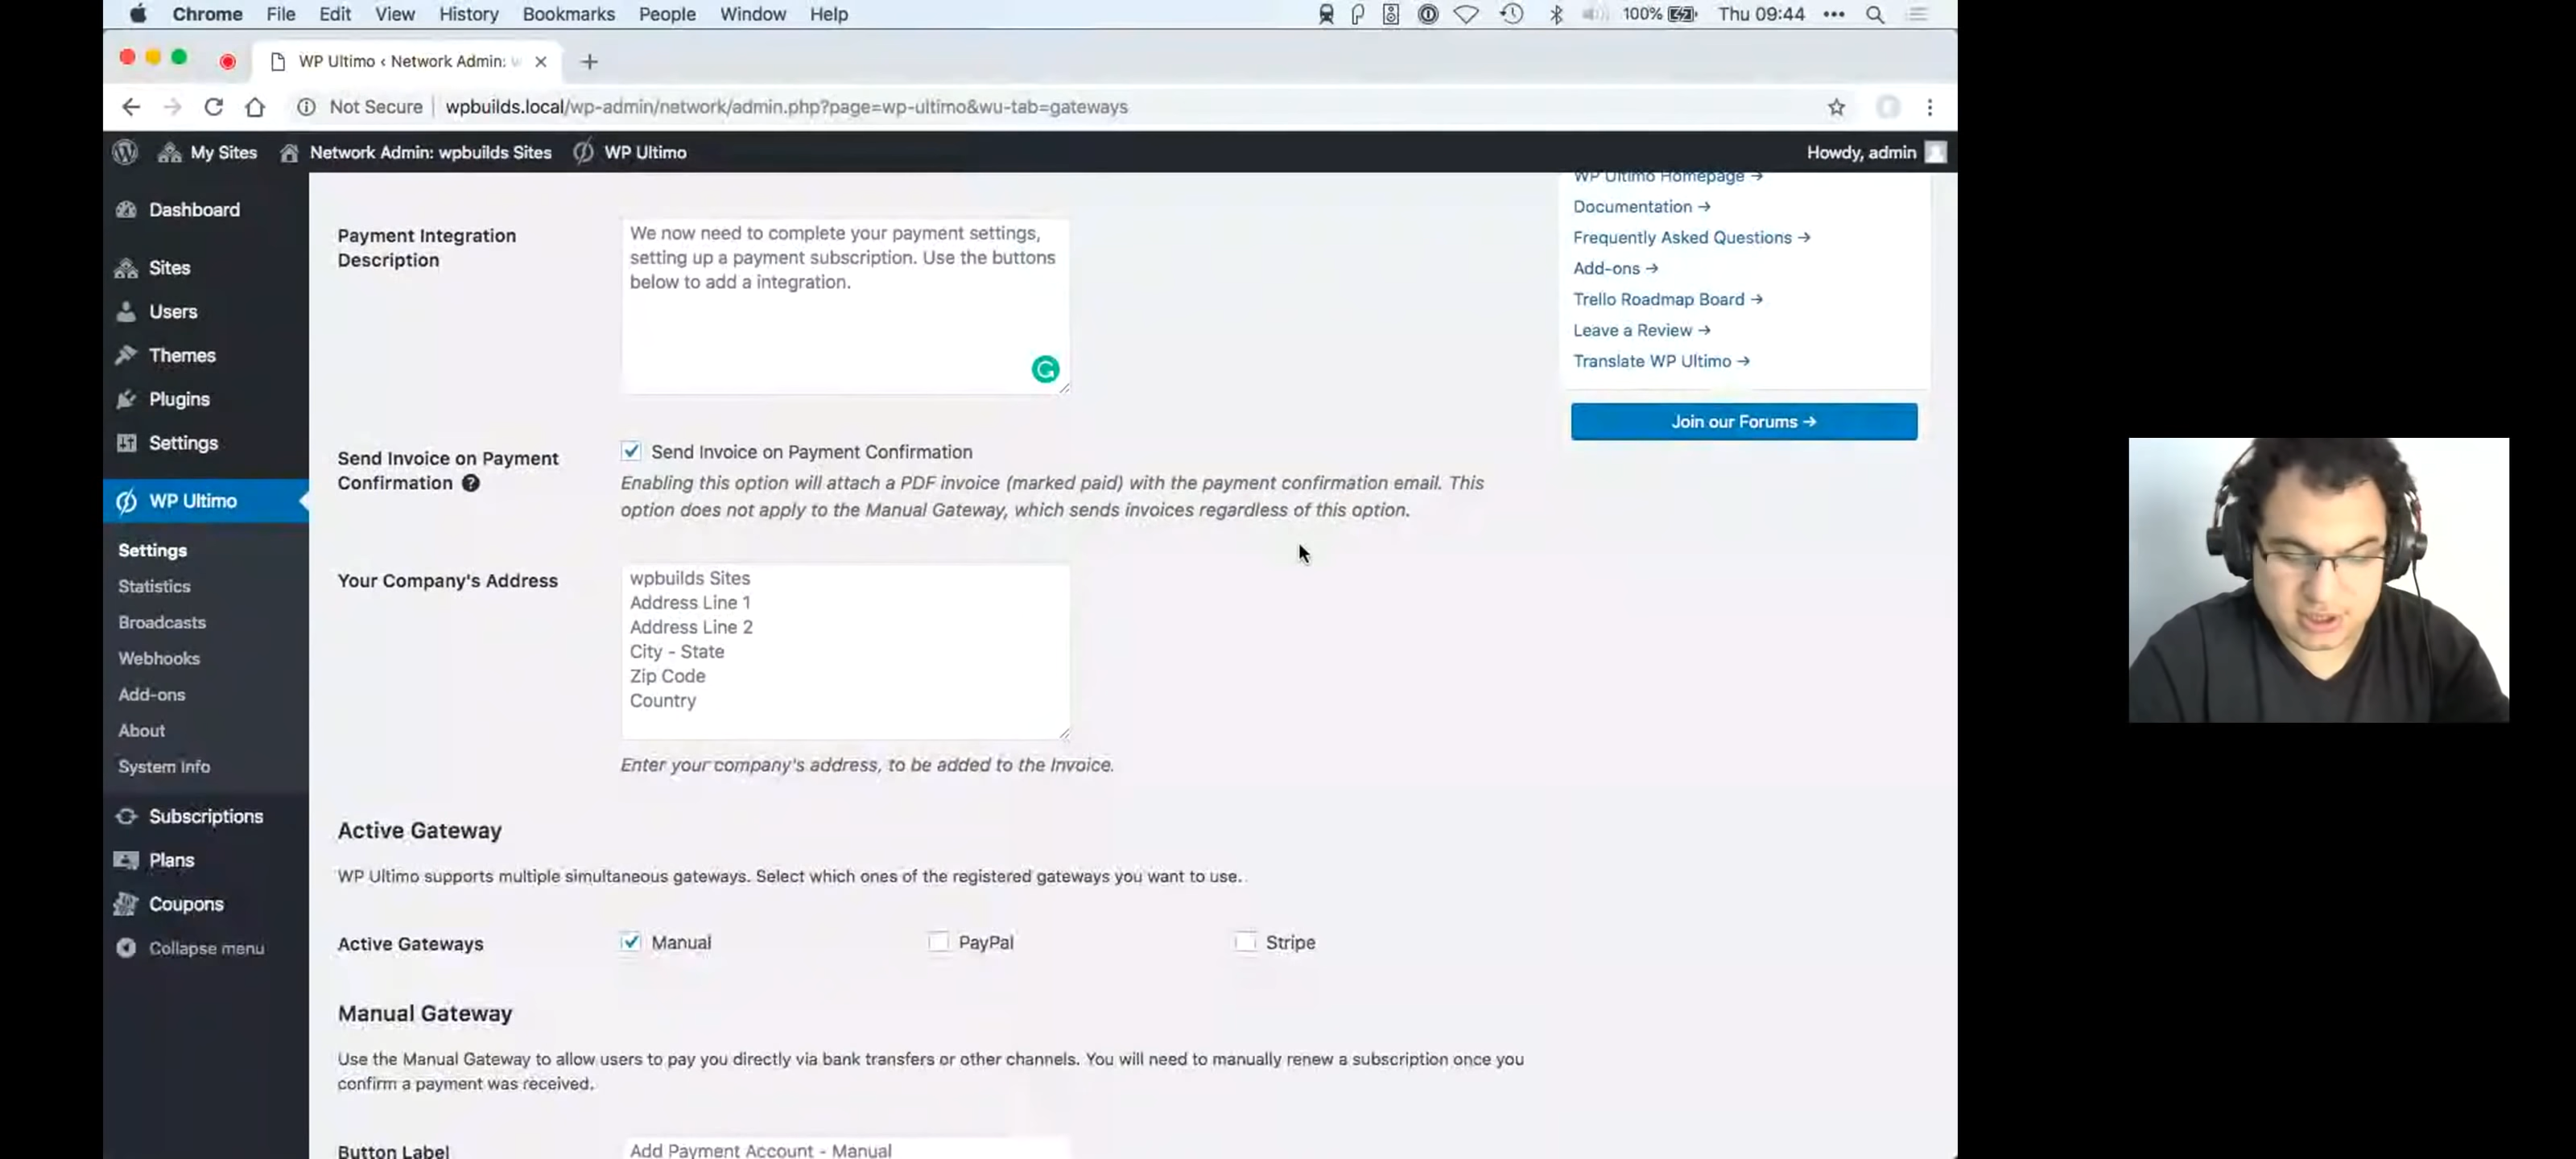 Chrome File Edit View History Bookmarks People Window Help 100% Thu 09:44
WP Ultimo ‹ Network Admin: w
Not Secure wpbuilds.local/wp-admin/network/admin.php?page=wp-ultimo&wu-tab=gateways
My Sites Network Admin: wpbuilds Sites WP Ultimo Howdy, admin
Dashboard
Sites
Users
Themes
Plugins
Settings
WP Ultimo
Settings
Statistics
Broadcasts
Webhooks
Add-ons
About
System Info
Subscriptions
Plans
Coupons
Collapse menu
Payment Integration
Description
We now need to complete your payment settings,
setting up a payment subscription. Use the buttons
below to add a integration.
Send Invoice on Payment
Confirmation
Send Invoice on Payment Confirmation
Enabling this option will attach a PDF invoice (marked paid) with the payment confirmation email. This
option does not apply to the Manual Gateway, which sends invoices regardless of this option.
Your Company's Address
wpbuilds Sites
Address Line 1
Address Line 2
City - State
Zip Code
Country
Enter your company's address, to be added to the Invoice.
Active Gateway
WP Ultimo supports multiple simultaneous gateways. Select which ones of the registered gateways you want to use.
Active Gateways Manual PayPal Stripe
Manual Gateway
Use the Manual Gateway to allow users to pay you directly via bank transfers or other channels. You will need to manually renew a subscription once you
confirm a payment was received.
Button Label Add Payment Account - Manual
WP Ultimo Homepage →
Documentation →
Frequently Asked Questions →
Add-ons →
Trello Roadmap Board →
Leave a Review →
Translate WP Ultimo →
Join our Forums →